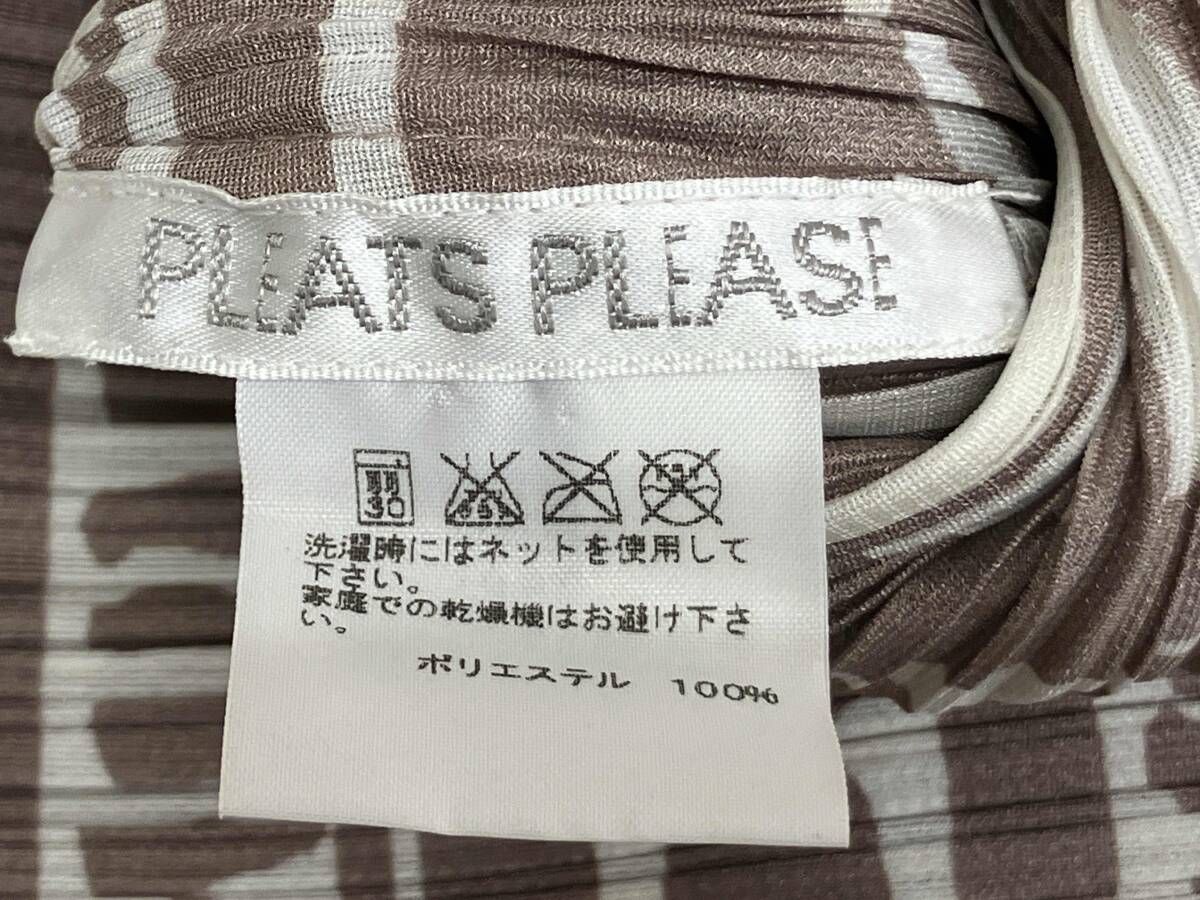 PLEATS PLEASE
30
洗濯時にはネットを使用して
下さい。
家庭での乾燥機はお避け下さ
い。
ポリエステル 100%